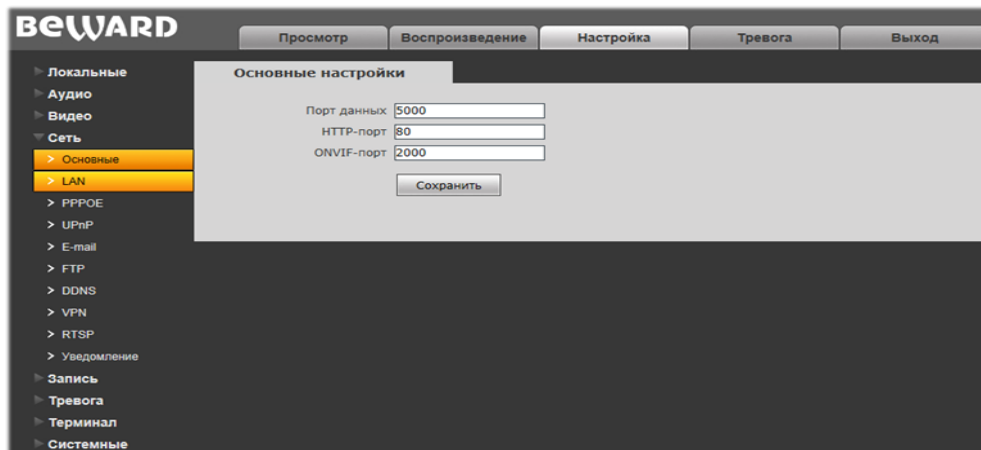 BEWARD
Просмотр
Воспроизведение
Настройка
Тревога
Выход
Локальные
Аудио
Видео
Сеть
Основные
LAN
PPPOE
UPnP
E-mail
FTP
DDNS
VPN
RTSP
Уведомление
Запись
Тревога
Терминал
Системные
Основные настройки
Порт данных 5000
HTTP-порт 80
ONVIF-порт 2000
Сохранить